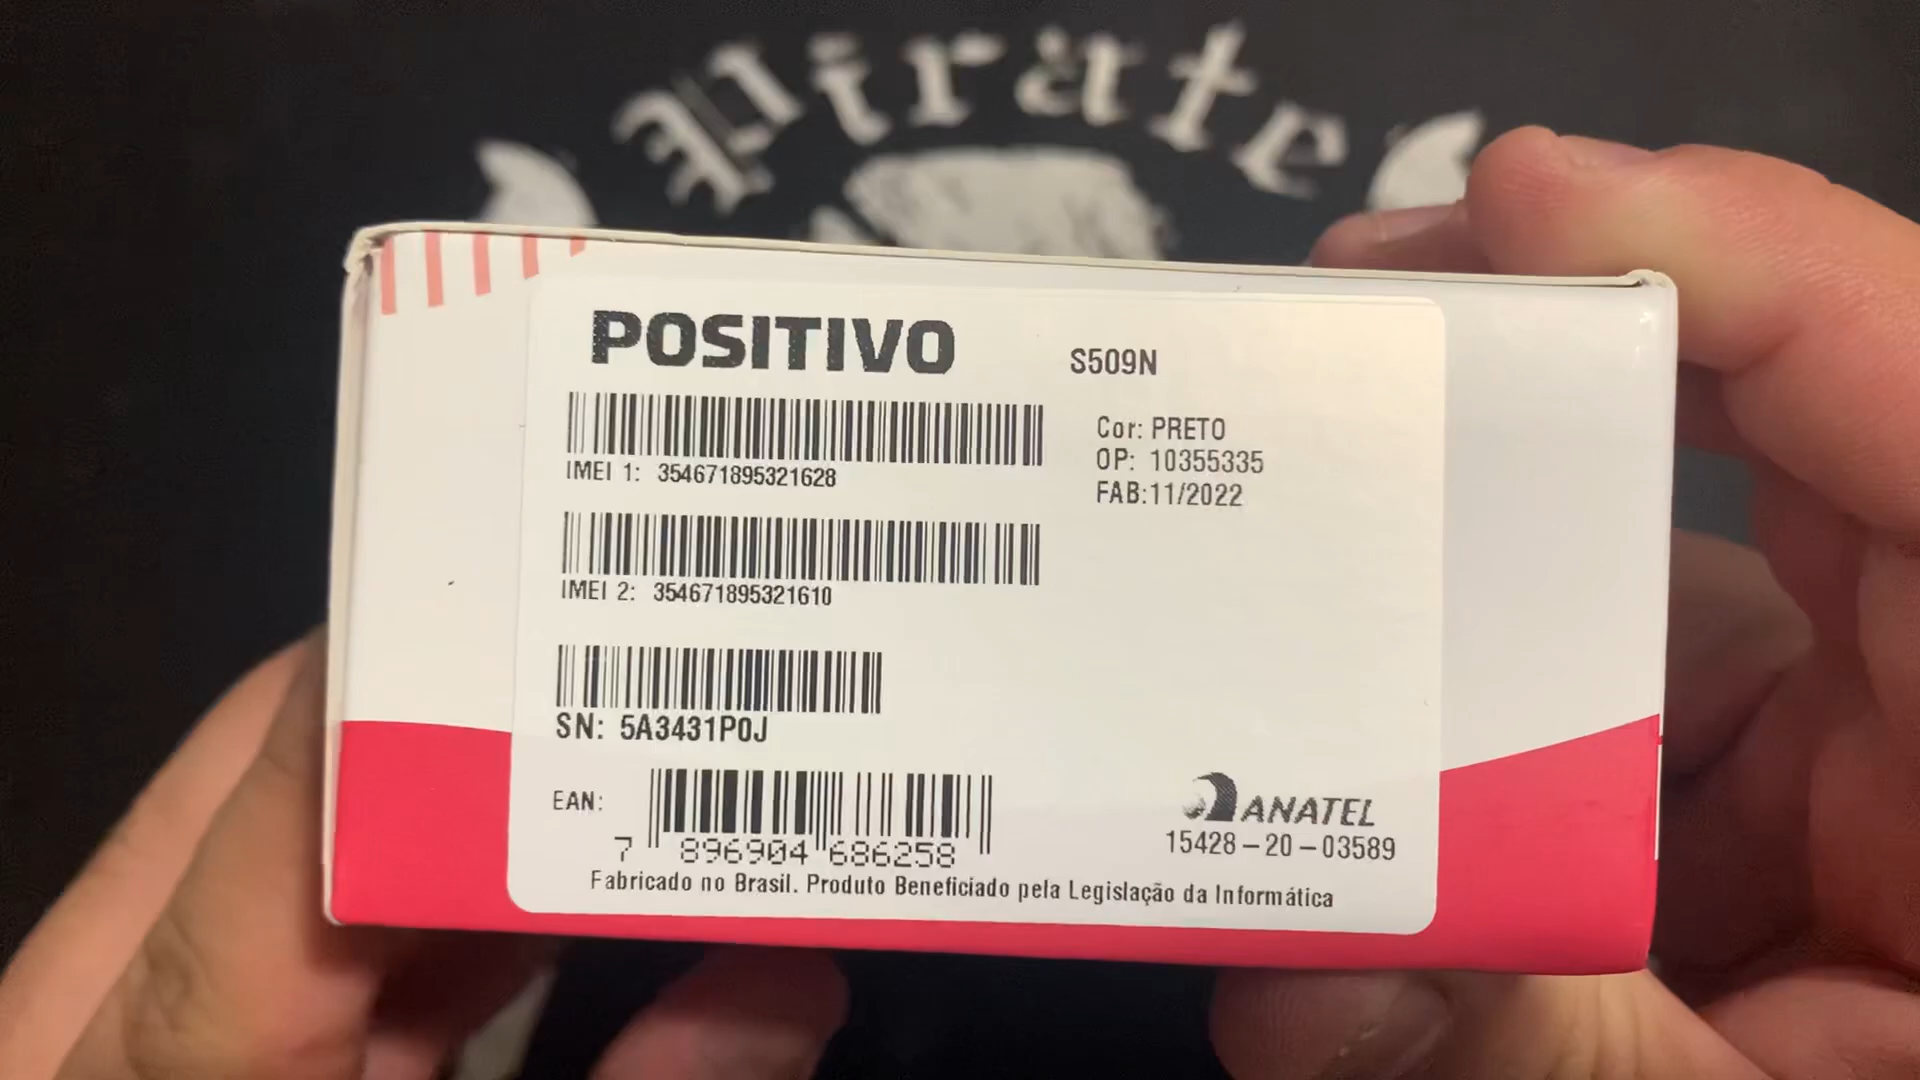 Pirate
POSITIVO
S509N
IMEI 1: 354671895321628
Cor: PRETO
OP: 10355335
FAB:11/2022
IMEI 2: 354671895321610
SN: 5A3431P0J
EAN:
7 896904 686258
ANATEL
15428-20-03589
Fabricado no Brasil. Produto Beneficiado pela Legislação da Informática